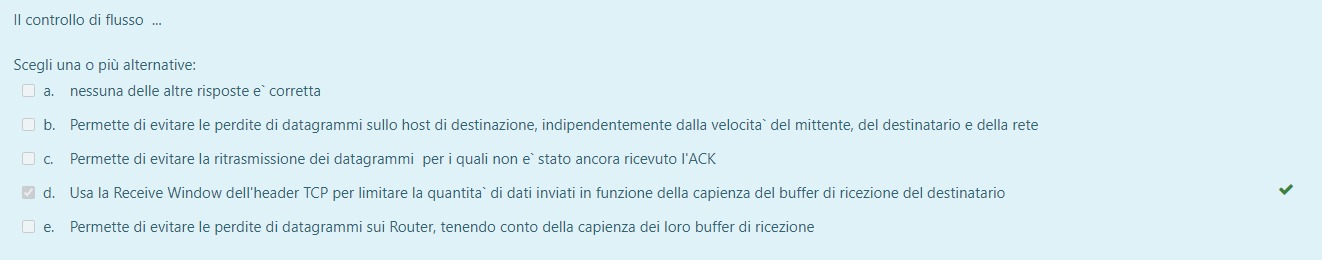 Il controllo di flusso ...
Scegli una o più alternative:
a. nessuna delle altre risposte e` corretta
b. Permette di evitare le perdite di datagrammi sullo host di destinazione, indipendentemente dalla velocita` del mittente, del destinatario e della rete
c. Permette di evitare la ritrasmissione dei datagrammi per i quali non e` stato ancora ricevuto l'ACK
d. Usa la Receive Window dell'header TCP per limitare la quantita` di dati inviati in funzione della capienza del buffer di ricezione del destinatario
e. Permette di evitare le perdite di datagrammi sui Router, tenendo conto della capienza dei loro buffer di ricezione